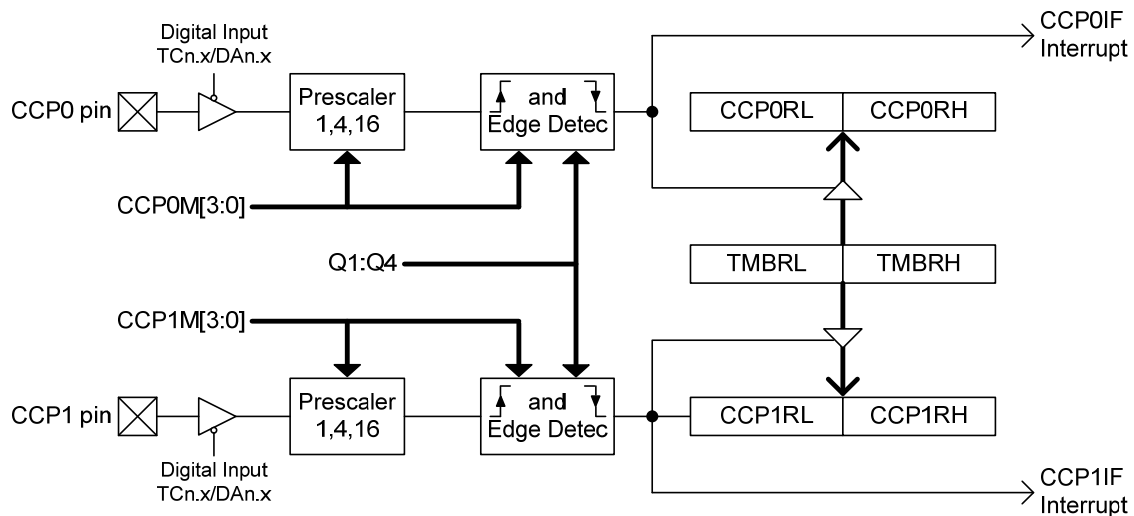 Digital Input
TCn.x/DAn.x
CCP0IF
Interrupt
CCP0 pin
Prescaler
1,4,16
and
Edge Detec
CCP0RL
CCP0RH
CCP0M[3:0]
Q1:Q4
TMBRL
TMBRH
CCP1M[3:0]
CCP1 pin
Prescaler
1,4,16
and
Edge Detec
CCP1RL
CCP1RH
Digital Input
TCn.x/DAn.x
CCP1IF
Interrupt